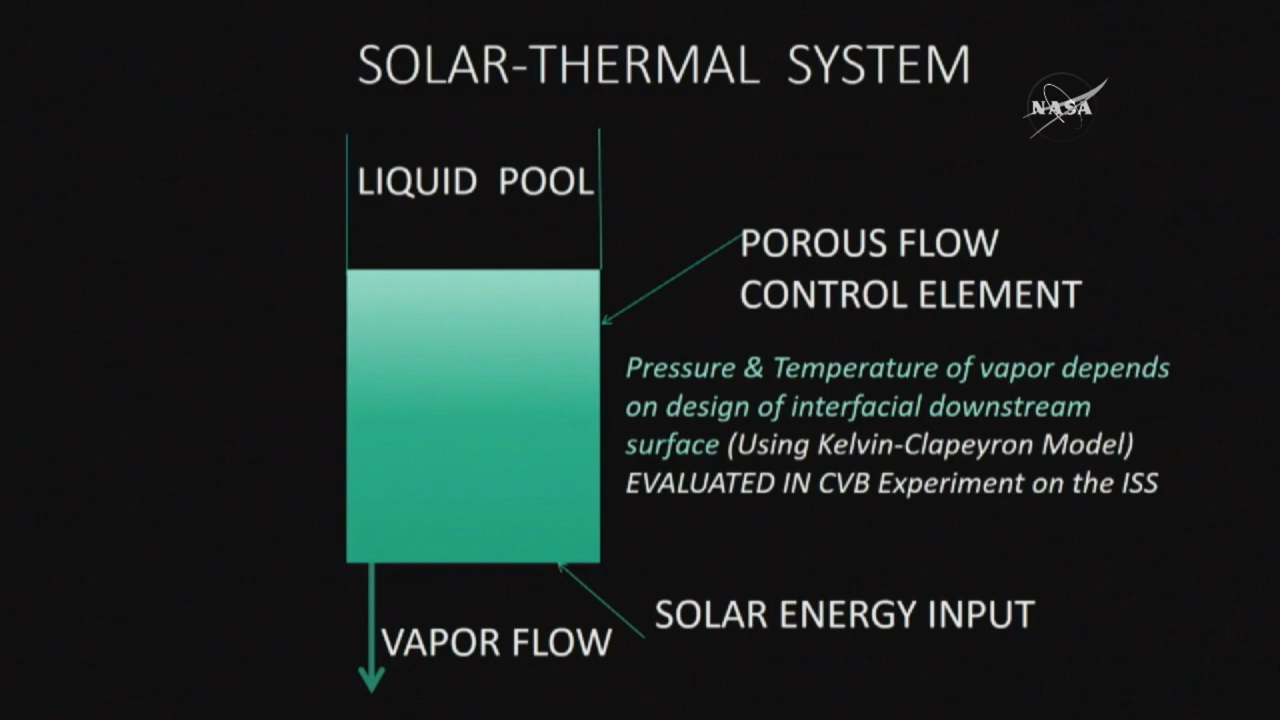 SOLAR-THERMAL SYSTEM
NASA
LIQUID POOL
POROUS FLOW
CONTROL ELEMENT
Pressure & Temperature of vapor depends
on design of interfacial downstream
surface (Using Kelvin-Clapeyron Model)
EVALUATED IN CVB Experiment on the ISS
SOLAR ENERGY INPUT
VAPOR FLOW